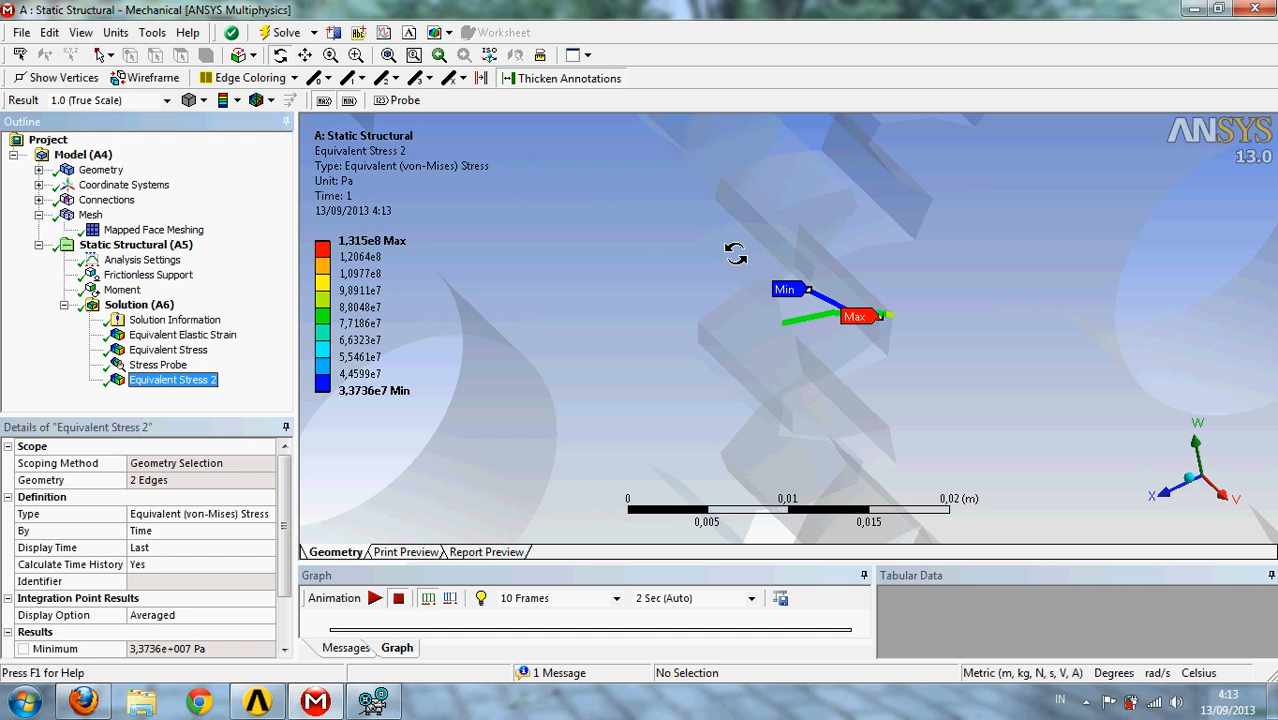 A : Static Structural - Mechanical [ANSYS Multiphysics]
File Edit View Units Tools Help Solve Worksheet
Show Vertices Wireframe Edge Coloring Thicken Annotations
Result 1.0 (True Scale) MAX MIN Probe
Outline
Project
Model (A4)
Geometry
Coordinate Systems
Connections
Mesh
Mapped Face Meshing
Static Structural (A5)
Analysis Settings
Frictionless Support
Moment
Solution (A6)
Solution Information
Equivalent Elastic Strain
Equivalent Stress
Stress Probe
Equivalent Stress 2
Details of "Equivalent Stress 2"
Scope
Scoping Method Geometry Selection
Geometry 2 Edges
Definition
Type Equivalent (von-Mises) Stress
By Time
Display Time Last
Calculate Time History Yes
Identifier
Integration Point Results
Display Option Averaged
Results
Minimum 3,3736e+007 Pa
A: Static Structural
Equivalent Stress 2
Type: Equivalent (von-Mises) Stress
Unit: Pa
Time: 1
13/09/2013 4:13
1,315e8 Max
1,2064e8
1,0977e8
9,8911e7
8,8048e7
7,7186e7
6,6323e7
5,5461e7
4,4599e7
3,3736e7 Min
ANSYS
13.0
Min
Max
0 0,01 0,02 (m)
0,005 0,015
W
X
V
Geometry Print Preview Report Preview
Graph
Animation 10 Frames 2 Sec (Auto)
Messages Graph
Tabular Data
Press F1 for Help 1 Message No Selection Metric (m, kg, N, s, V, A) Degrees rad/s Celsius
IN 4:13
13/09/2013